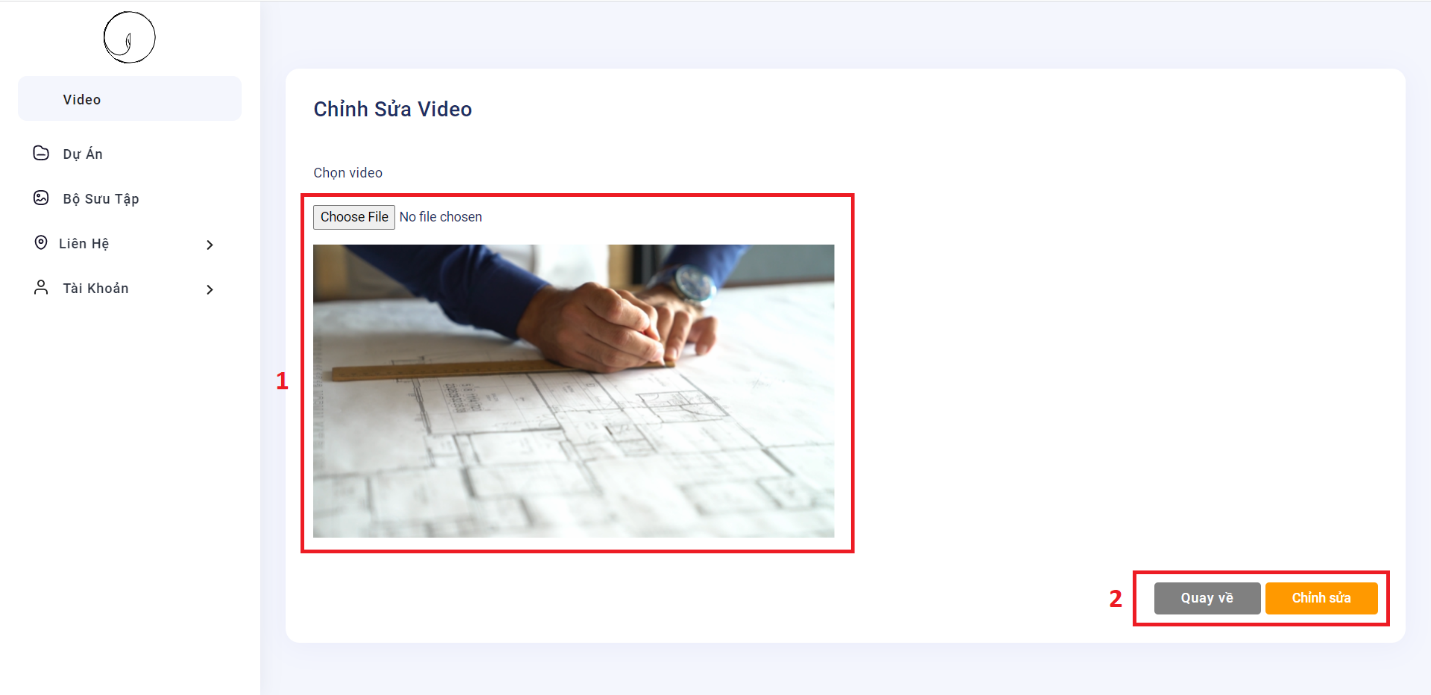 Video
Dự Án
Bộ Sưu Tập
Liên Hệ
Tài Khoản
Chỉnh Sửa Video
Chọn video
Choose File No file chosen
1
2
Quay về
Chỉnh sửa